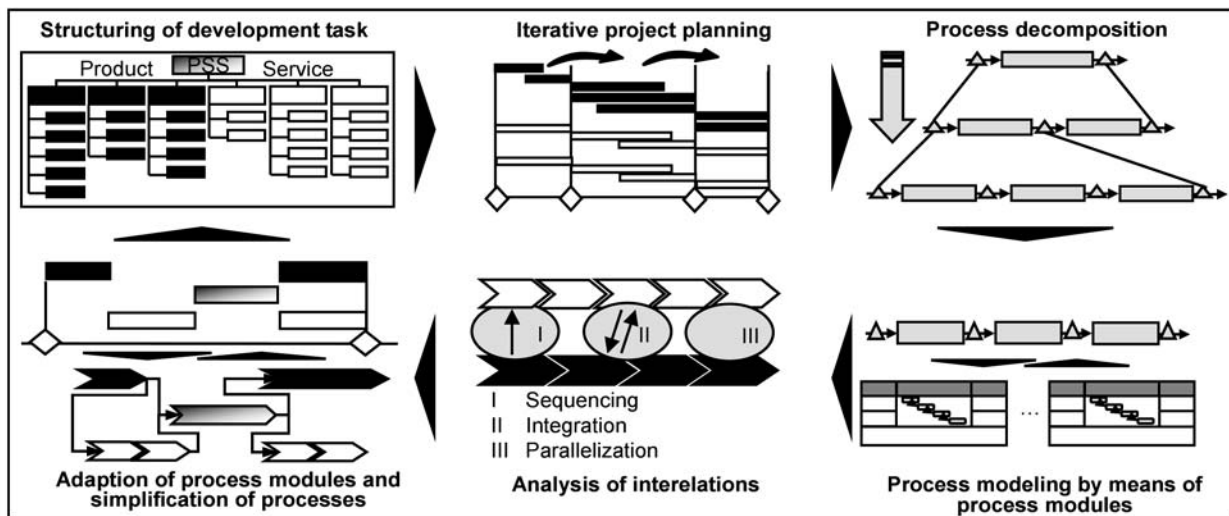 Structuring of development task
Iterative project planning
Process decomposition
Product PSS Service
I II III
I Sequencing
II Integration
III Parallelization
...
Adaption of process modules and
simplification of processes
Analysis of interelations
Process modeling by means of
process modules